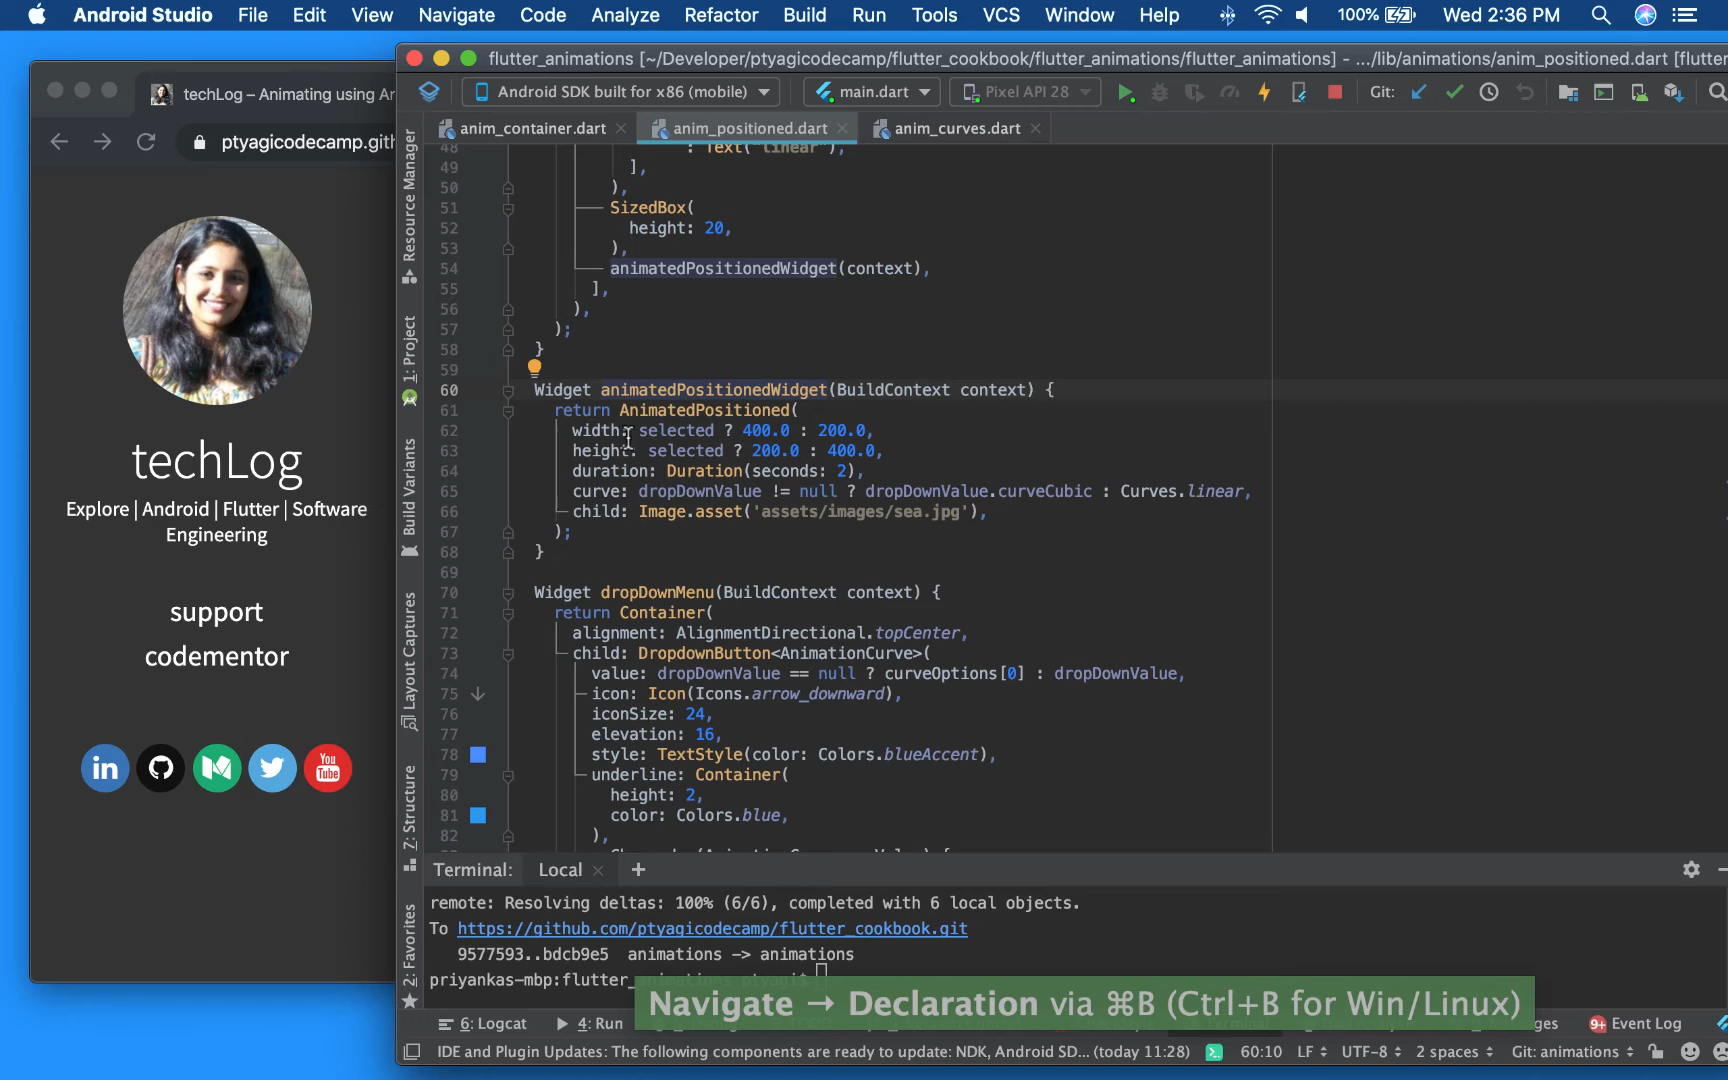 Android Studio File Edit View Navigate Code Analyze Refactor Build Run Tools VCS Window Help 100% Wed 2:36 PM
techLog – Animating using An
ptyagicodecamp.gith
techLog
Explore | Android | Flutter | Software
Engineering
support
codementor
in
You
Tube
flutter_animations [~/Developer/ptyagicodecamp/flutter_cookbook/flutter_animations/flutter_animations] - .../lib/animations/anim_positioned.dart [flutter
Android SDK built for x86 (mobile) main.dart Pixel API 28 Git:
anim_container.dart anim_positioned.dart anim_curves.dart
Resource Manager
1: Project
Build Variants
Layout Captures
7: Structure
2: Favorites
48 : Text("linear"),
49 ],
50 ),
51 SizedBox(
52 height: 20,
53 ),
54 animatedPositionedWidget(context),
55 ],
56 ),
57 );
58 }
59
60 Widget animatedPositionedWidget(BuildContext context) {
61 return AnimatedPositioned(
62 width: selected ? 400.0 : 200.0,
63 height: selected ? 200.0 : 400.0,
64 duration: Duration(seconds: 2),
65 curve: dropDownValue != null ? dropDownValue.curveCubic : Curves.linear,
66 child: Image.asset('assets/images/sea.jpg'),
67 );
68 }
69
70 Widget dropDownMenu(BuildContext context) {
71 return Container(
72 alignment: AlignmentDirectional.topCenter,
73 child: DropdownButton<AnimationCurve>(
74 value: dropDownValue == null ? curveOptions[0] : dropDownValue,
75 icon: Icon(Icons.arrow_downward),
76 iconSize: 24,
77 elevation: 16,
78 style: TextStyle(color: Colors.blueAccent),
79 underline: Container(
80 height: 2,
81 color: Colors.blue,
82 ),
Terminal: Local +
remote: Resolving deltas: 100% (6/6), completed with 6 local objects.
To https://github.com/ptyagicodecamp/flutter_cookbook.git
9577593..bdcb9e5 animations -> animations
priyankas-mbp:flutter_animations ptyagi$
Navigate → Declaration via ⌘B (Ctrl+B for Win/Linux)
6: Logcat 4: Run 9+ Event Log
IDE and Plugin Updates: The following components are ready to update: NDK, Android SD... (today 11:28) 60:10 LF UTF-8 2 spaces Git: animations